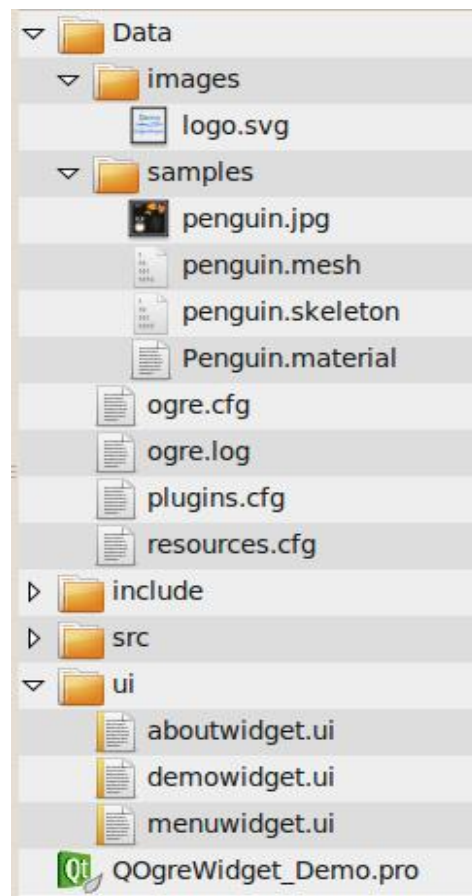 Data
images
logo.svg
samples
penguin.jpg
penguin.mesh
penguin.skeleton
Penguin.material
ogre.cfg
ogre.log
plugins.cfg
resources.cfg
include
src
ui
aboutwidget.ui
demowidget.ui
menuwidget.ui
QOgreWidget_Demo.pro